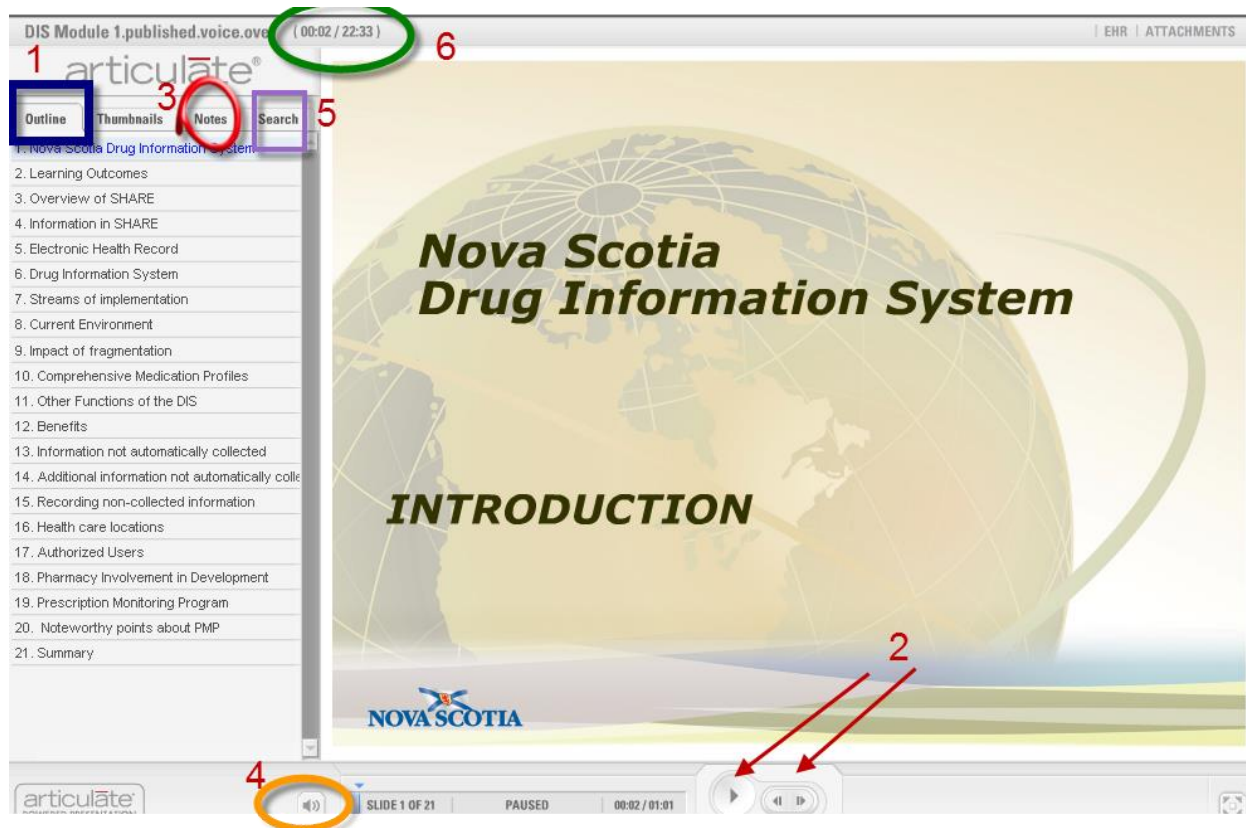 DIS Module 1.published.voice.ove ( 00:02 / 22:33 )
6
EHR | ATTACHMENTS
1
articulāte®
3
Outline Thumbnails Notes Search
5
1. Nova Scotia Drug Information System
2. Learning Outcomes
3. Overview of SHARE
4. Information in SHARE
5. Electronic Health Record
6. Drug Information System
7. Streams of implementation
8. Current Environment
9. Impact of fragmentation
10. Comprehensive Medication Profiles
11. Other Functions of the DIS
12. Benefits
13. Information not automatically collected
14. Additional information not automatically colle
15. Recording non-collected information
16. Health care locations
17. Authorized Users
18. Pharmacy Involvement in Development
19. Prescription Monitoring Program
20. Noteworthy points about PMP
21. Summary
Nova Scotia
Drug Information System
INTRODUCTION
2
NOVA SCOTIA
4
articulāte®
POWERED PRESENTATION
SLIDE 1 OF 21 PAUSED 00:02 / 01:01